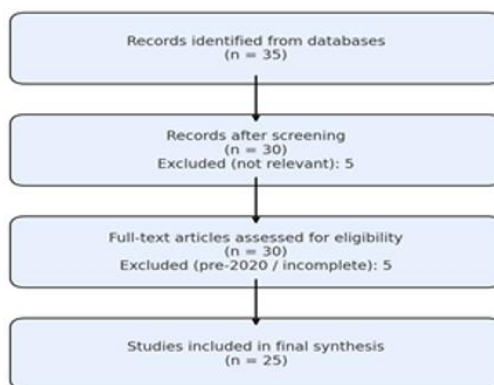 Records identified from databases
(n = 35)
Records after screening
(n = 30)
Excluded (not relevant): 5
Full-text articles assessed for eligibility
(n = 30)
Excluded (pre-2020 / incomplete): 5
Studies included in final synthesis
(n = 25)